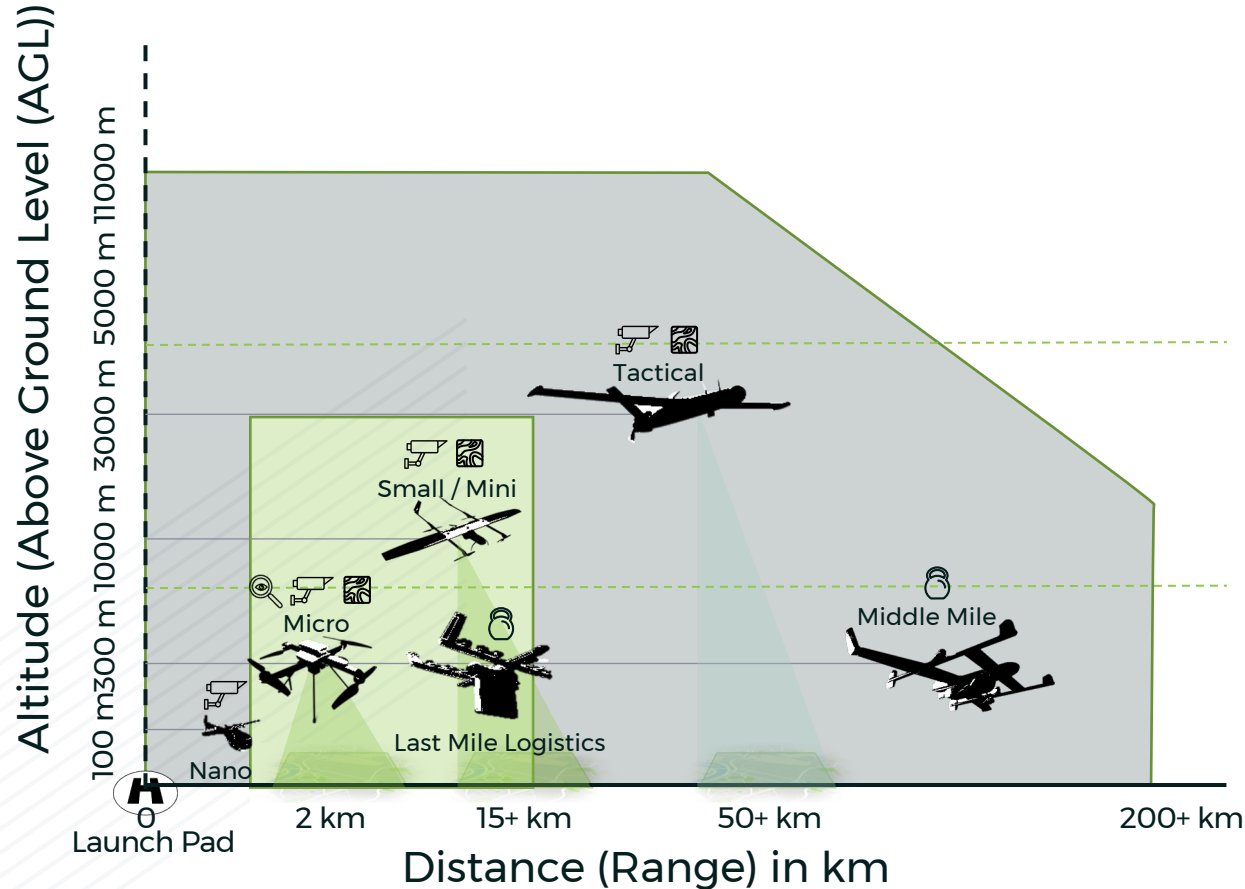 Altitude (Above Ground Level (AGL))
11000 m
5000 m
3000 m
1000 m
300 m
100 m
Tactical
Small / Mini
Micro
Middle Mile
Last Mile Logistics
Nano
H
0
2 km
15+ km
50+ km
200+ km
Launch Pad
Distance (Range) in km